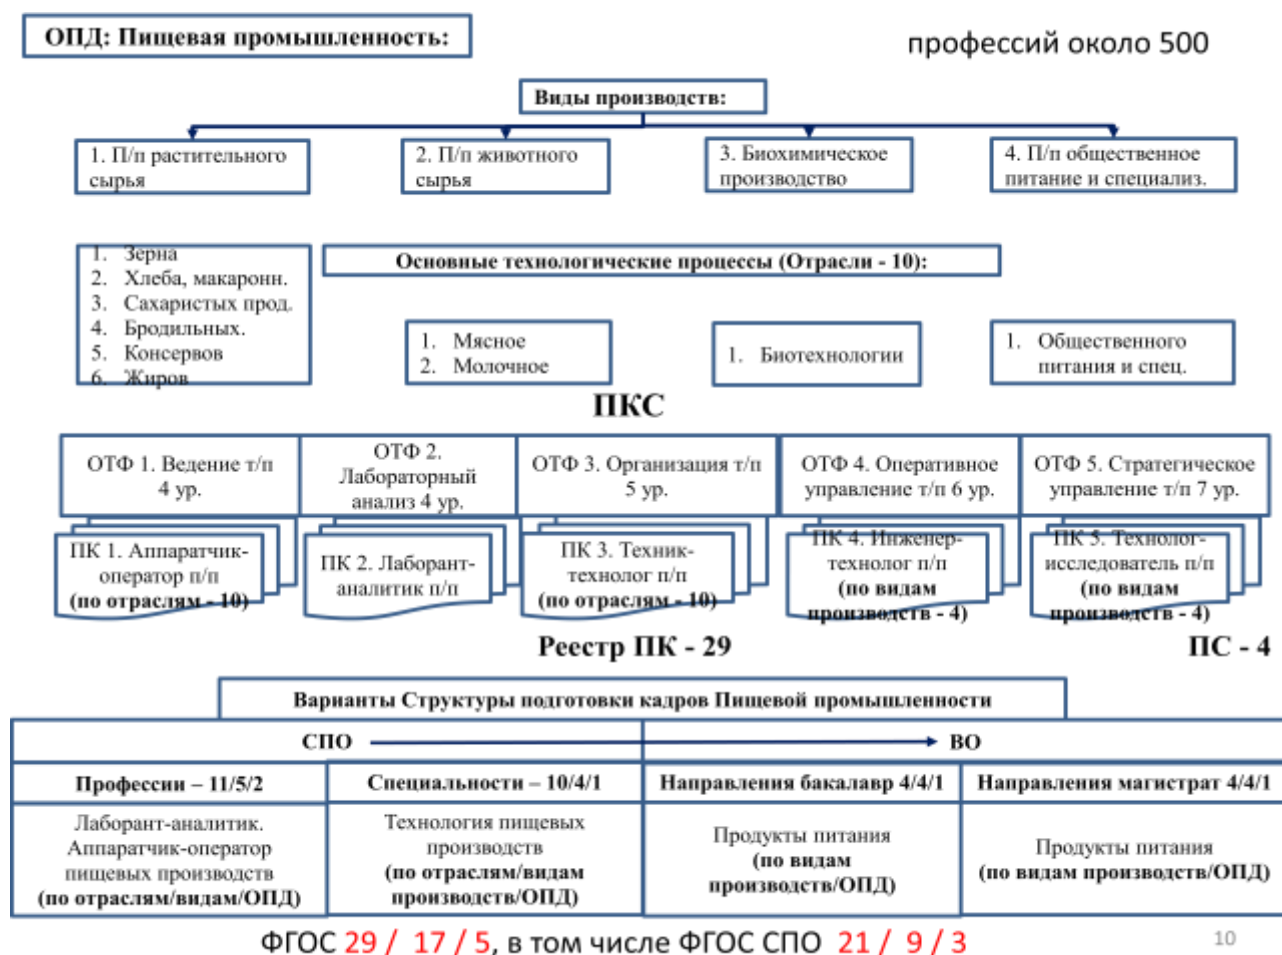 ОПД: Пищевая промышленность:
профессий около 500
Виды производств:
1. П/п растительного
сырья
2. П/п животного
сырья
3. Биохимическое
производство
4. П/п общественное
питание и специализ.
1. Зерна
2. Хлеба, макаронн.
3. Сахаристых прод.
4. Бродильных.
5. Консервов
6. Жиров
Основные технологические процессы (Отрасли - 10):
1. Мясное
2. Молочное
1. Биотехнологии
1. Общественного
питания и спец.
ПКС
ОТФ 1. Ведение т/п
4 ур.
ОТФ 2.
Лабораторный
анализ 4 ур.
ОТФ 3. Организация т/п
5 ур.
ОТФ 4. Оперативное
управление т/п 6 ур.
ОТФ 5. Стратегическое
управление т/п 7 ур.
ПК 1. Аппаратчик-
оператор п/п
(по отраслям - 10)
ПК 2. Лаборант-
аналитик п/п
ПК 3. Техник-
технолог п/п
(по отраслям - 10)
ПК 4. Инженер-
технолог п/п
(по видам
производств - 4)
ПК 5. Технолог-
исследователь п/п
(по видам
производств - 4)
Реестр ПК - 29
ПС - 4
Варианты Структуры подготовки кадров Пищевой промышленности
СПО
ВО
Профессии – 11/5/2
Специальности – 10/4/1
Направления бакалавр 4/4/1
Направления магистрат 4/4/1
Лаборант-аналитик.
Аппаратчик-оператор
пищевых производств
(по отраслям/видам/ОПД)
Технология пищевых
производств
(по отраслям/видам
производств/ОПД)
Продукты питания
(по видам
производств/ОПД)
Продукты питания
(по видам производств/ОПД)
ФГОС 29 / 17 / 5, в том числе ФГОС СПО 21 / 9 / 3
10